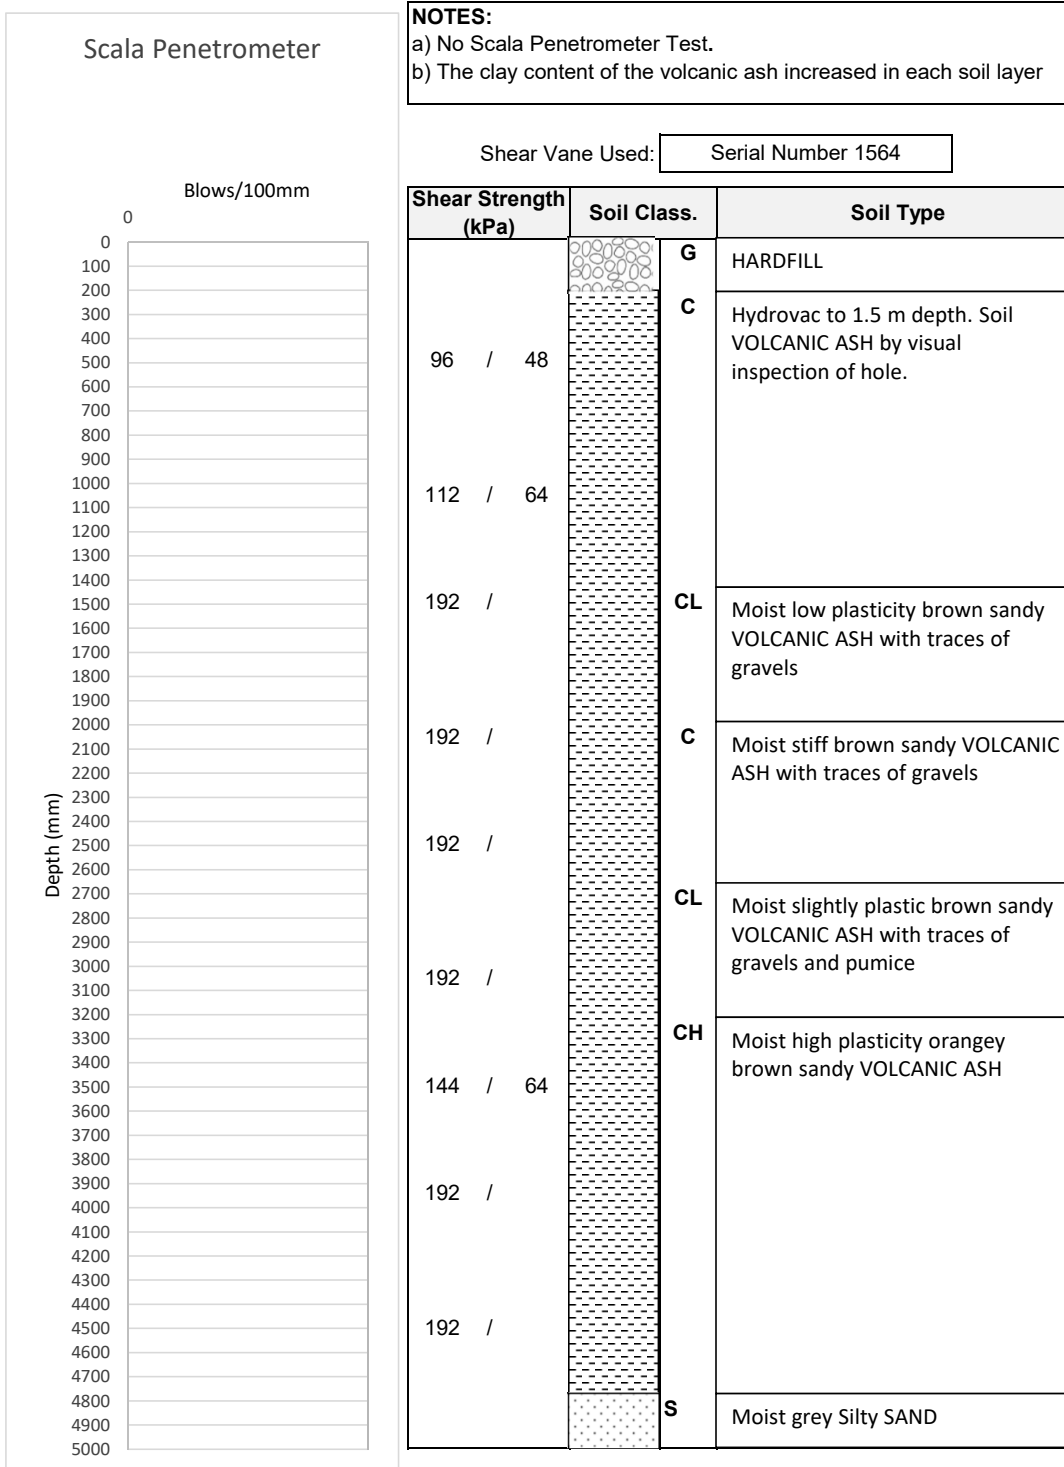 NOTES:
a) No Scala Penetrometer Test.
b) The clay content of the volcanic ash increased in each soil layer
Scala Penetrometer
Blows/100mm
0
Depth (mm)
0
100
200
300
400
500
600
700
800
900
1000
1100
1200
1300
1400
1500
1600
1700
1800
1900
2000
2100
2200
2300
2400
2500
2600
2700
2800
2900
3000
3100
3200
3300
3400
3500
3600
3700
3800
3900
4000
4100
4200
4300
4400
4500
4600
4700
4800
4900
5000
Shear Vane Used: Serial Number 1564
Shear Strength (kPa) Soil Class. Soil Type
G HARDFILL
C Hydrovac to 1.5 m depth. Soil
VOLCANIC ASH by visual
inspection of hole.
96 / 48
112 / 64
192 / CL Moist low plasticity brown sandy
VOLCANIC ASH with traces of
gravels
192 / C Moist stiff brown sandy VOLCANIC
ASH with traces of gravels
192 /
CL Moist slightly plastic brown sandy
VOLCANIC ASH with traces of
gravels and pumice
192 /
CH Moist high plasticity orangey
brown sandy VOLCANIC ASH
144 / 64
192 /
192 /
S Moist grey Silty SAND